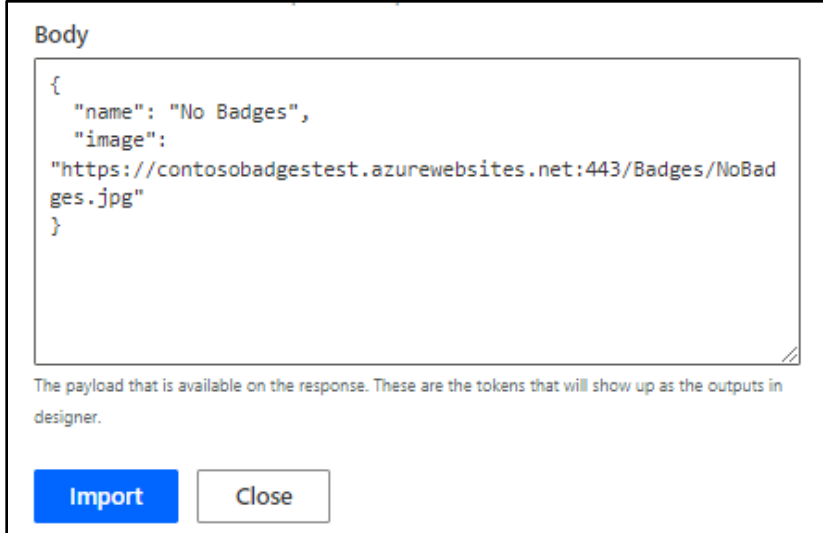 Body
{
  "name": "No Badges",
  "image":
"https://contosobadgestest.azurewebsites.net:443/Badges/NoBad
ges.jpg"
}
The payload that is available on the response. These are the tokens that will show up as the outputs in
designer.
Import Close